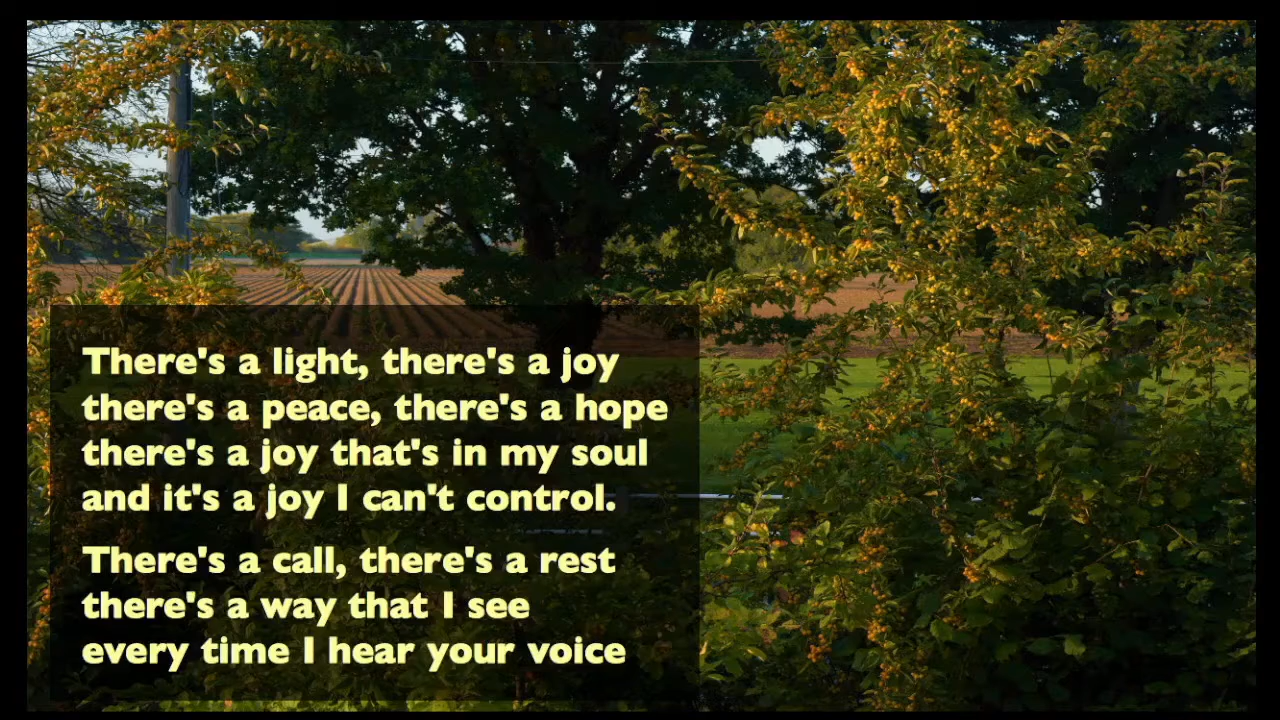 There's a light, there's a joy
there's a peace, there's a hope
there's a joy that's in my soul
and it's a joy I can't control.
There's a call, there's a rest
there's a way that I see
every time I hear your voice